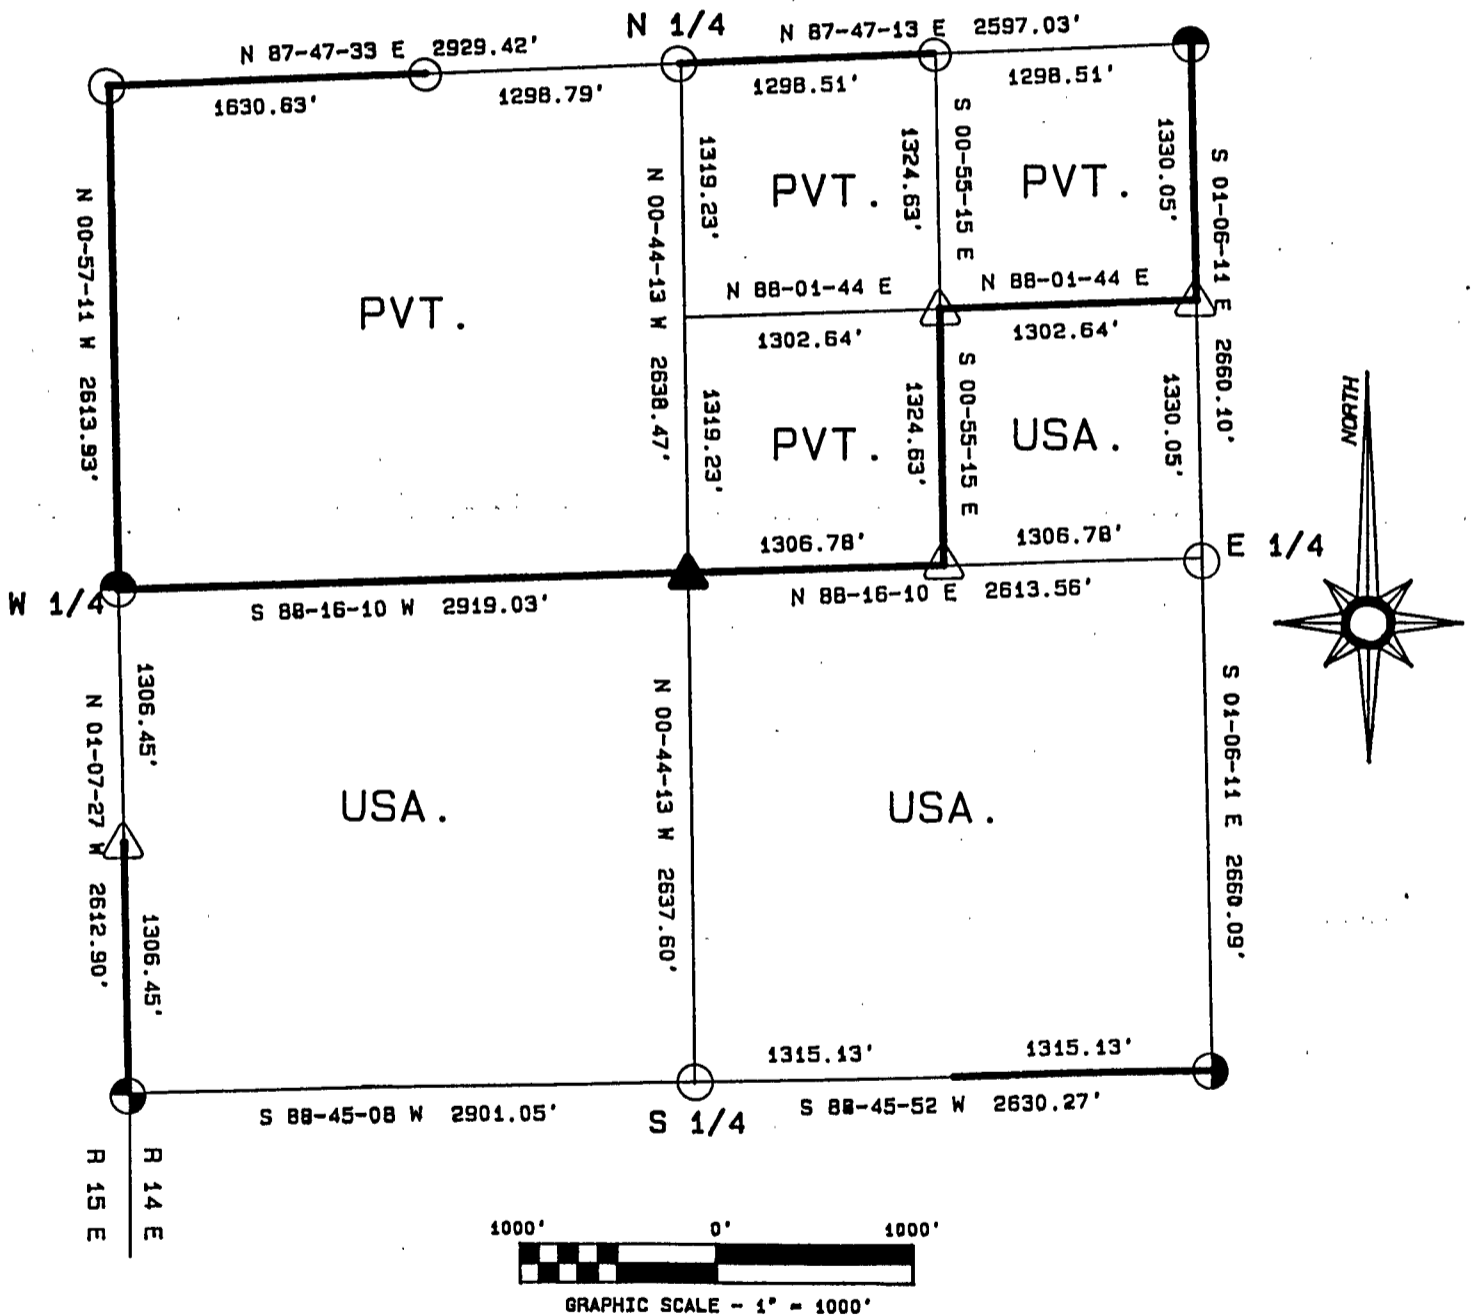 N 1/4
N 87-47-33 E 2929.42'
N 87-47-13 E 2597.03'
1630.63'
1298.79'
1298.51'
1298.51'
N 00-57-11 W 2613.93'
PVT.
N 00-44-13 W 2638.47'
1319.23'
PVT.
1324.63'
S 00-55-15 E
PVT.
1330.05'
S 01-06-11 E 2660.10'
N 88-01-44 E
N 88-01-44 E
1302.64'
1302.64'
1319.23'
PVT.
1324.63'
S 00-55-15 E
USA.
1330.05'
NORTH
1306.78'
1306.78'
E 1/4
W 1/4
S 88-16-10 W 2919.03'
N 88-16-10 E 2613.56'
1306.45'
N 01-07-27 W 2612.90'
1306.45'
USA.
N 00-44-13 W 2637.60'
USA.
S 01-06-11 E 2660.09'
1315.13'
1315.13'
S 88-45-08 W 2901.05'
S 88-45-52 W 2630.27'
S 1/4
R 15 E
R 14 E
1000' 0' 1000'
GRAPHIC SCALE - 1" = 1000'